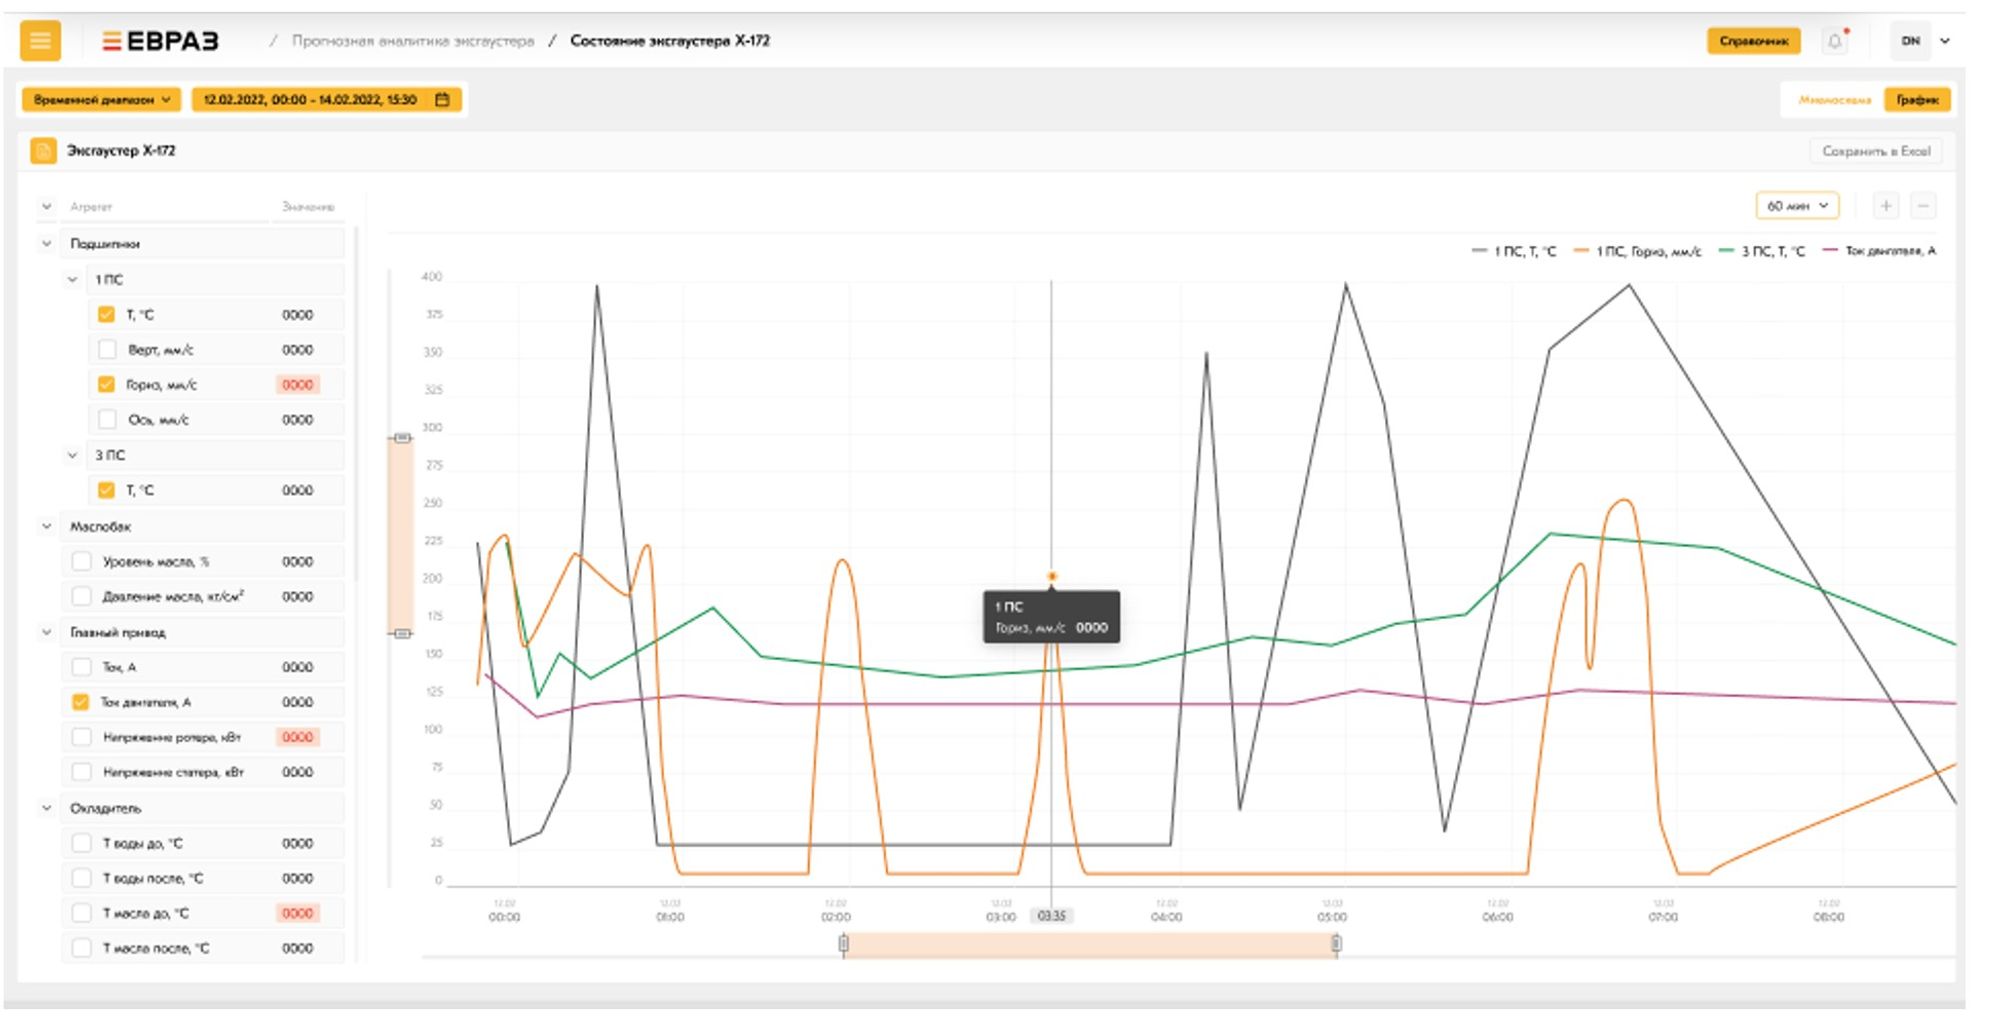 ЕВРАЗ / Прогнозная аналитика эксгаустера / Состояние эксгаустера Х-172
Справочник
DN
Временной диапазон
12.02.2022, 00:00 - 14.02.2022, 15:30
Мнемосхема
График
Эксгаустер Х-172
Сохранить в Excel
Агрегат Значение
60 мин
+ −
Подшипники
1 ПС
T, °C 0000
Верт, мм/с 0000
Гориз, мм/с 0000
Ось, мм/с 0000
3 ПС
T, °C 0000
Маслобак
Уровень масла, % 0000
Давление масла, кг/см² 0000
Главный привод
Ток, А 0000
Ток двигателя, А 0000
Напряжение ротера, кВт 0000
Напряжение статера, кВт 0000
Охладитель
Т воды до, °C 0000
Т воды после, °C 0000
Т масла до, °C 0000
Т масла после, °C 0000
1 ПС, Т, °C 1 ПС, Гориз, мм/с 3 ПС, Т, °C Ток двигателя, А
400
375
350
325
300
275
250
225
200
175
150
125
100
75
50
25
0
1 ПС
Гориз, мм/с 0000
12.02 12.02 12.02 12.02 12.02 12.02 12.02 12.02 12.02
00:00 01:00 02:00 03:00 03:35 04:00 05:00 06:00 07:00 08:00